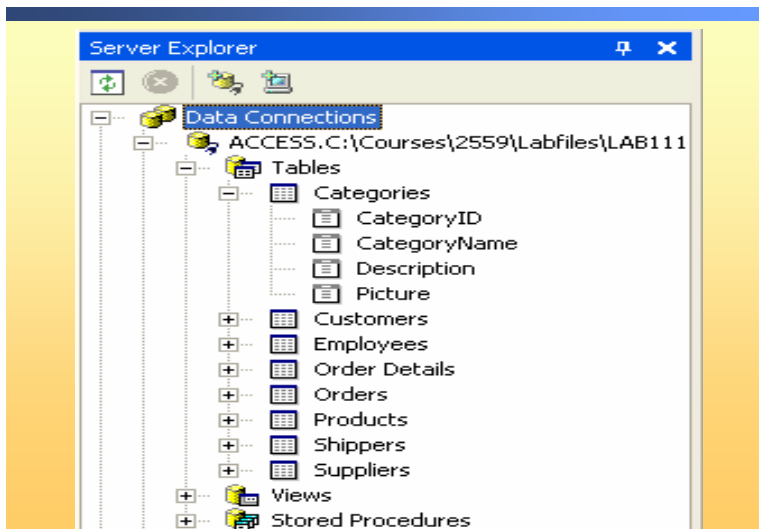 Server Explorer
Data Connections
ACCESS.C:\Courses\2559\Labfiles\LAB111
Tables
Categories
CategoryID
CategoryName
Description
Picture
Customers
Employees
Order Details
Orders
Products
Shippers
Suppliers
Views
Stored Procedures